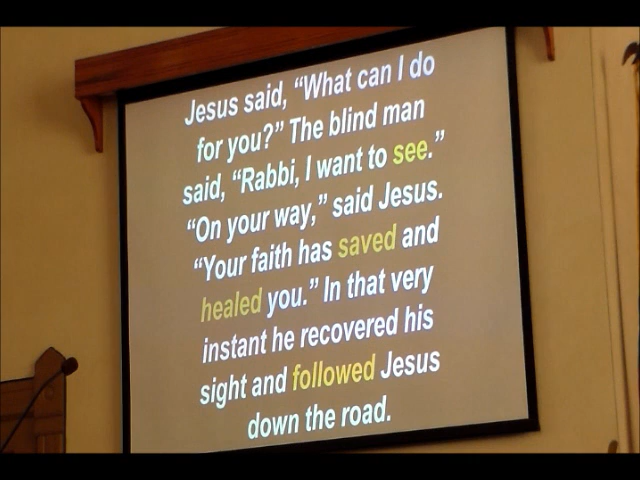 Jesus said, “What can I do
for you?” The blind man
said, “Rabbi, I want to see.”
“On your way,” said Jesus.
“Your faith has saved and
healed you.” In that very
instant he recovered his
sight and followed Jesus
down the road.